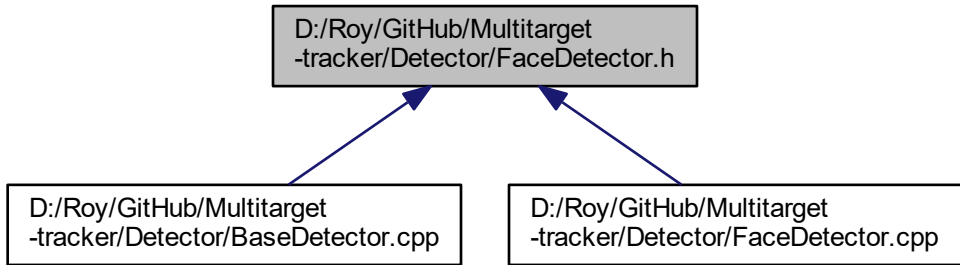 D:/Roy/GitHub/Multitarget
-tracker/Detector/FaceDetector.h
D:/Roy/GitHub/Multitarget
-tracker/Detector/BaseDetector.cpp
D:/Roy/GitHub/Multitarget
-tracker/Detector/FaceDetector.cpp